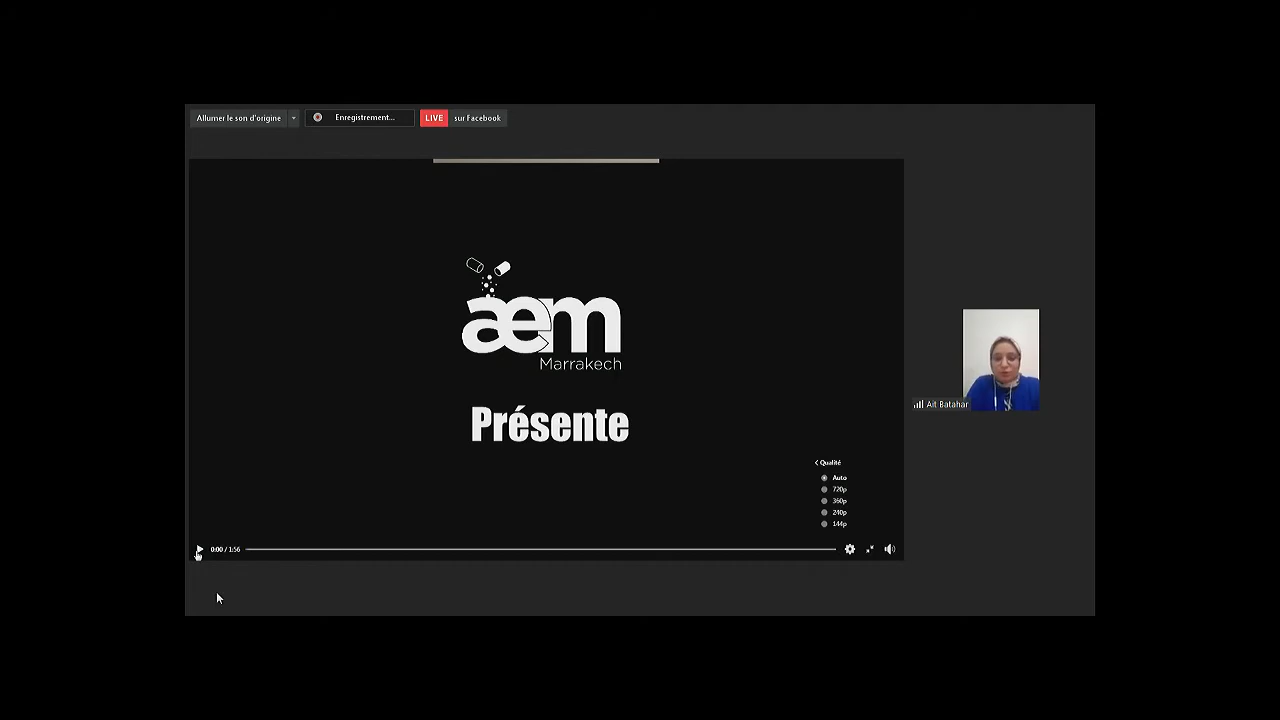 Allumer le son d'origine
Enregistrement...
LIVE sur Facebook
aem
Marrakech
Présente
Qualité
Auto
720p
360p
240p
144p
0:00 / 1:56
Ait Batahar